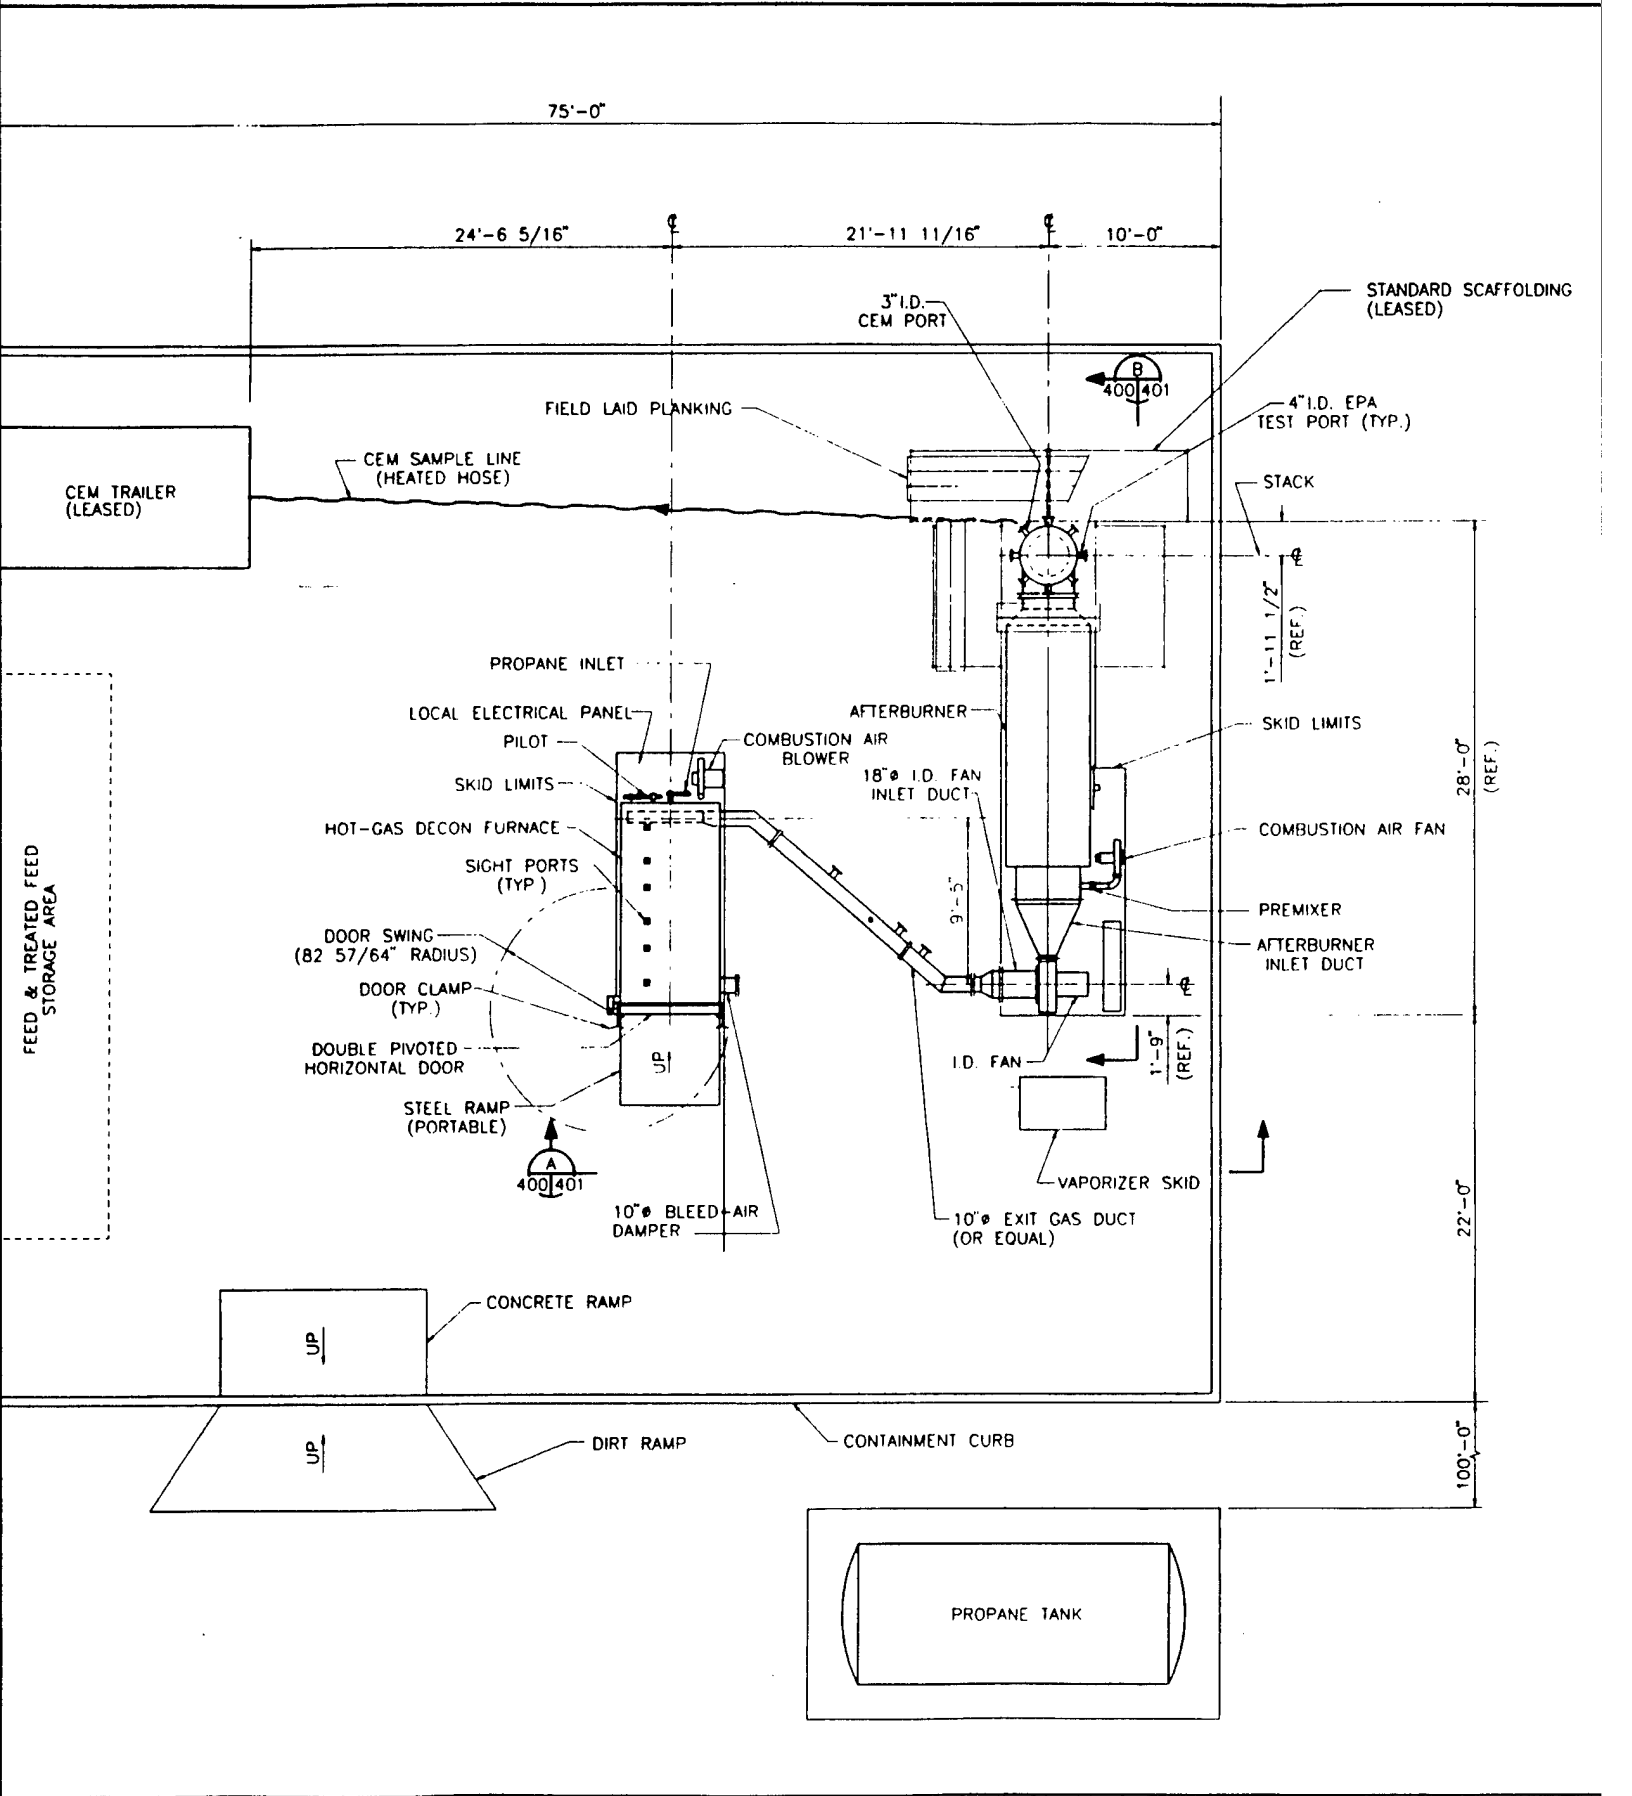 75'-0"
24'-6 5/16"
21'-11 11/16"
10'-0"
3" I.D.
CEM PORT
STANDARD SCAFFOLDING
(LEASED)
B
400 401
FIELD LAID PLANKING
4" I.D. EPA
TEST PORT (TYP.)
CEM SAMPLE LINE
(HEATED HOSE)
CEM TRAILER
(LEASED)
STACK
1'-11 1/2"
(REF.)
PROPANE INLET
LOCAL ELECTRICAL PANEL
PILOT
COMBUSTION AIR
BLOWER
AFTERBURNER
SKID LIMITS
SKID LIMITS
18"ø I.D. FAN
INLET DUCT
28'-0"
(REF.)
HOT-GAS DECON FURNACE
COMBUSTION AIR FAN
SIGHT PORTS
(TYP.)
9'-5"
PREMIXER
FEED & TREATED FEED
STORAGE AREA
DOOR SWING
(82 57/64" RADIUS)
AFTERBURNER
INLET DUCT
DOOR CLAMP
(TYP.)
DOUBLE PIVOTED
HORIZONTAL DOOR
UP
I.D. FAN
1'-9"
(REF.)
STEEL RAMP
(PORTABLE)
A
400 401
VAPORIZER SKID
10"ø BLEED-AIR
DAMPER
10"ø EXIT GAS DUCT
(OR EQUAL)
22'-0"
CONCRETE RAMP
UP
UP
DIRT RAMP
CONTAINMENT CURB
100'-0"
PROPANE TANK